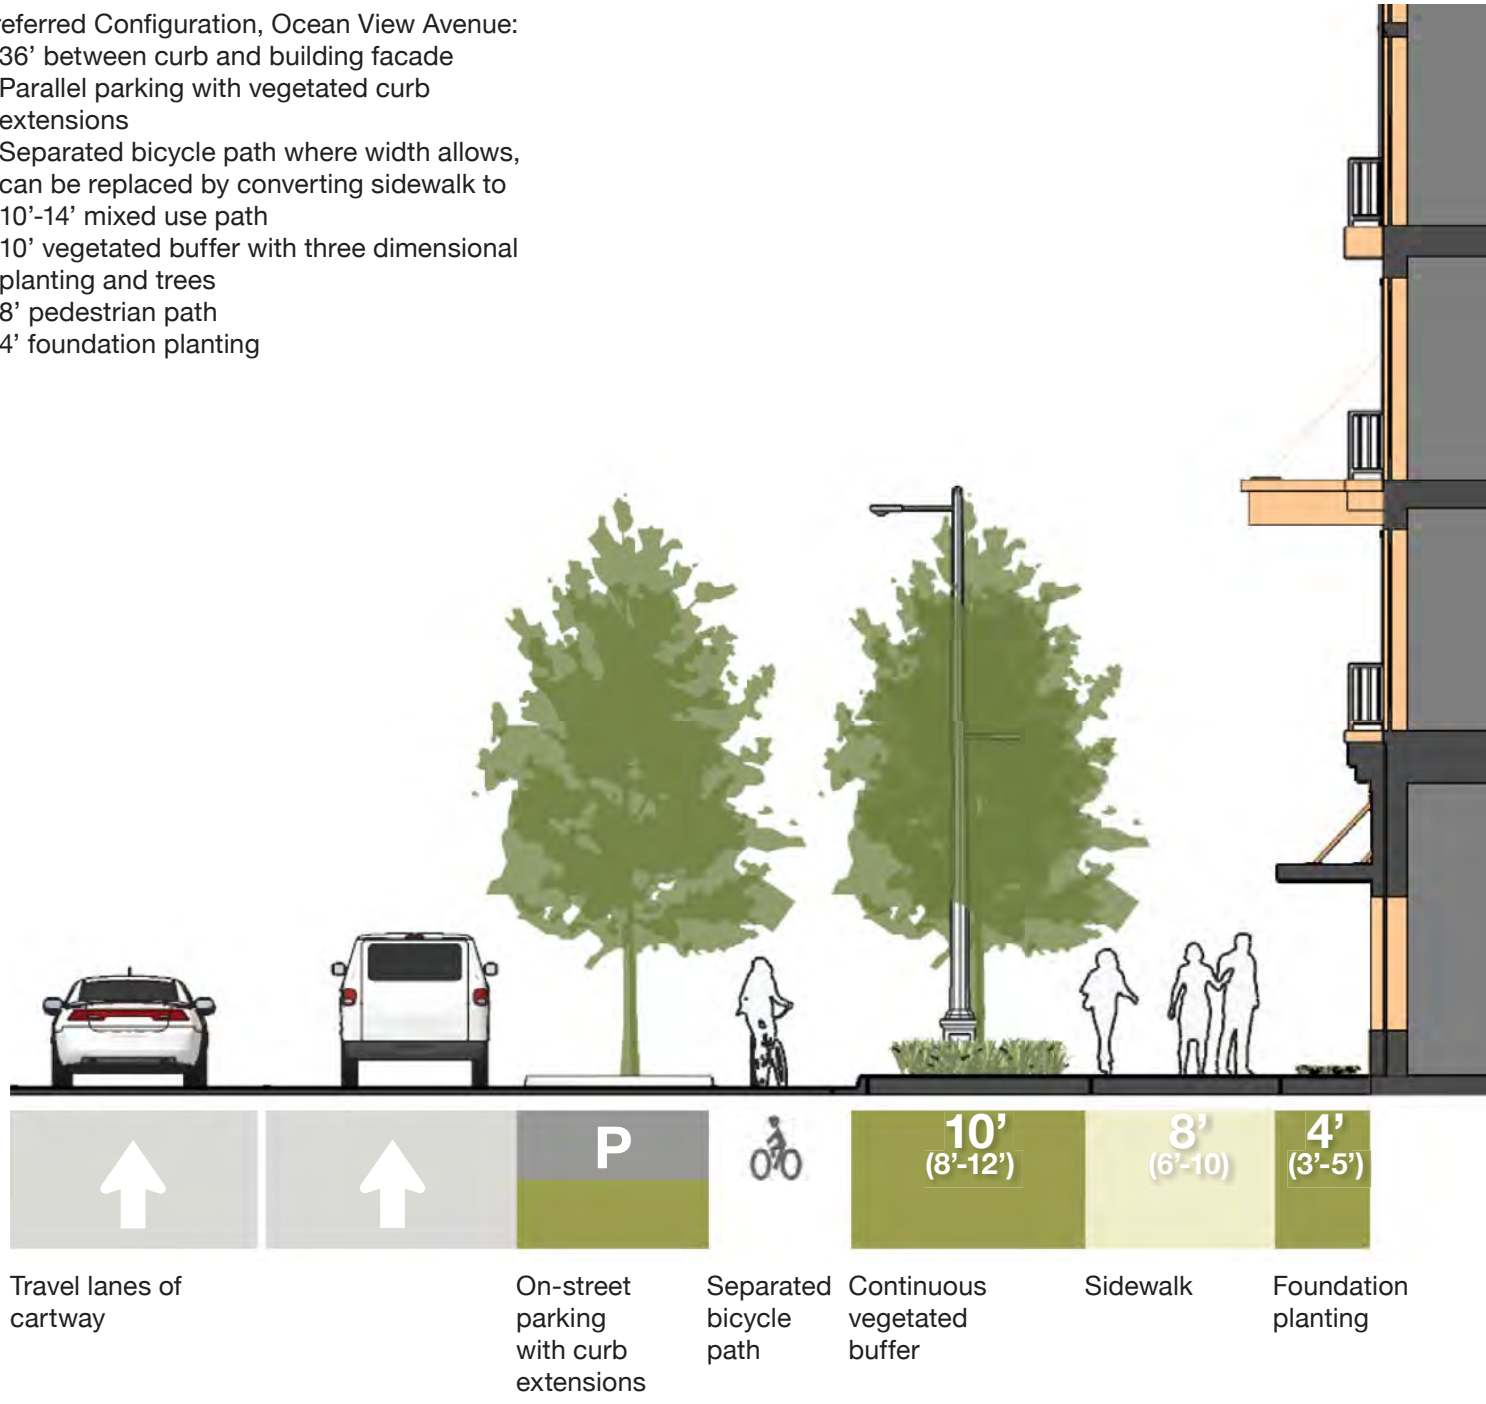 eferred Configuration, Ocean View Avenue:
36’ between curb and building facade
Parallel parking with vegetated curb
extensions
Separated bicycle path where width allows,
can be replaced by converting sidewalk to
10’-14’ mixed use path
10’ vegetated buffer with three dimensional
planting and trees
8’ pedestrian path
4’ foundation planting
P
10’
(8’-12’)
8’
(6’-10)
4’
(3’-5’)
Travel lanes of
cartway
On-street
parking
with curb
extensions
Separated
bicycle
path
Continuous
vegetated
buffer
Sidewalk
Foundation
planting